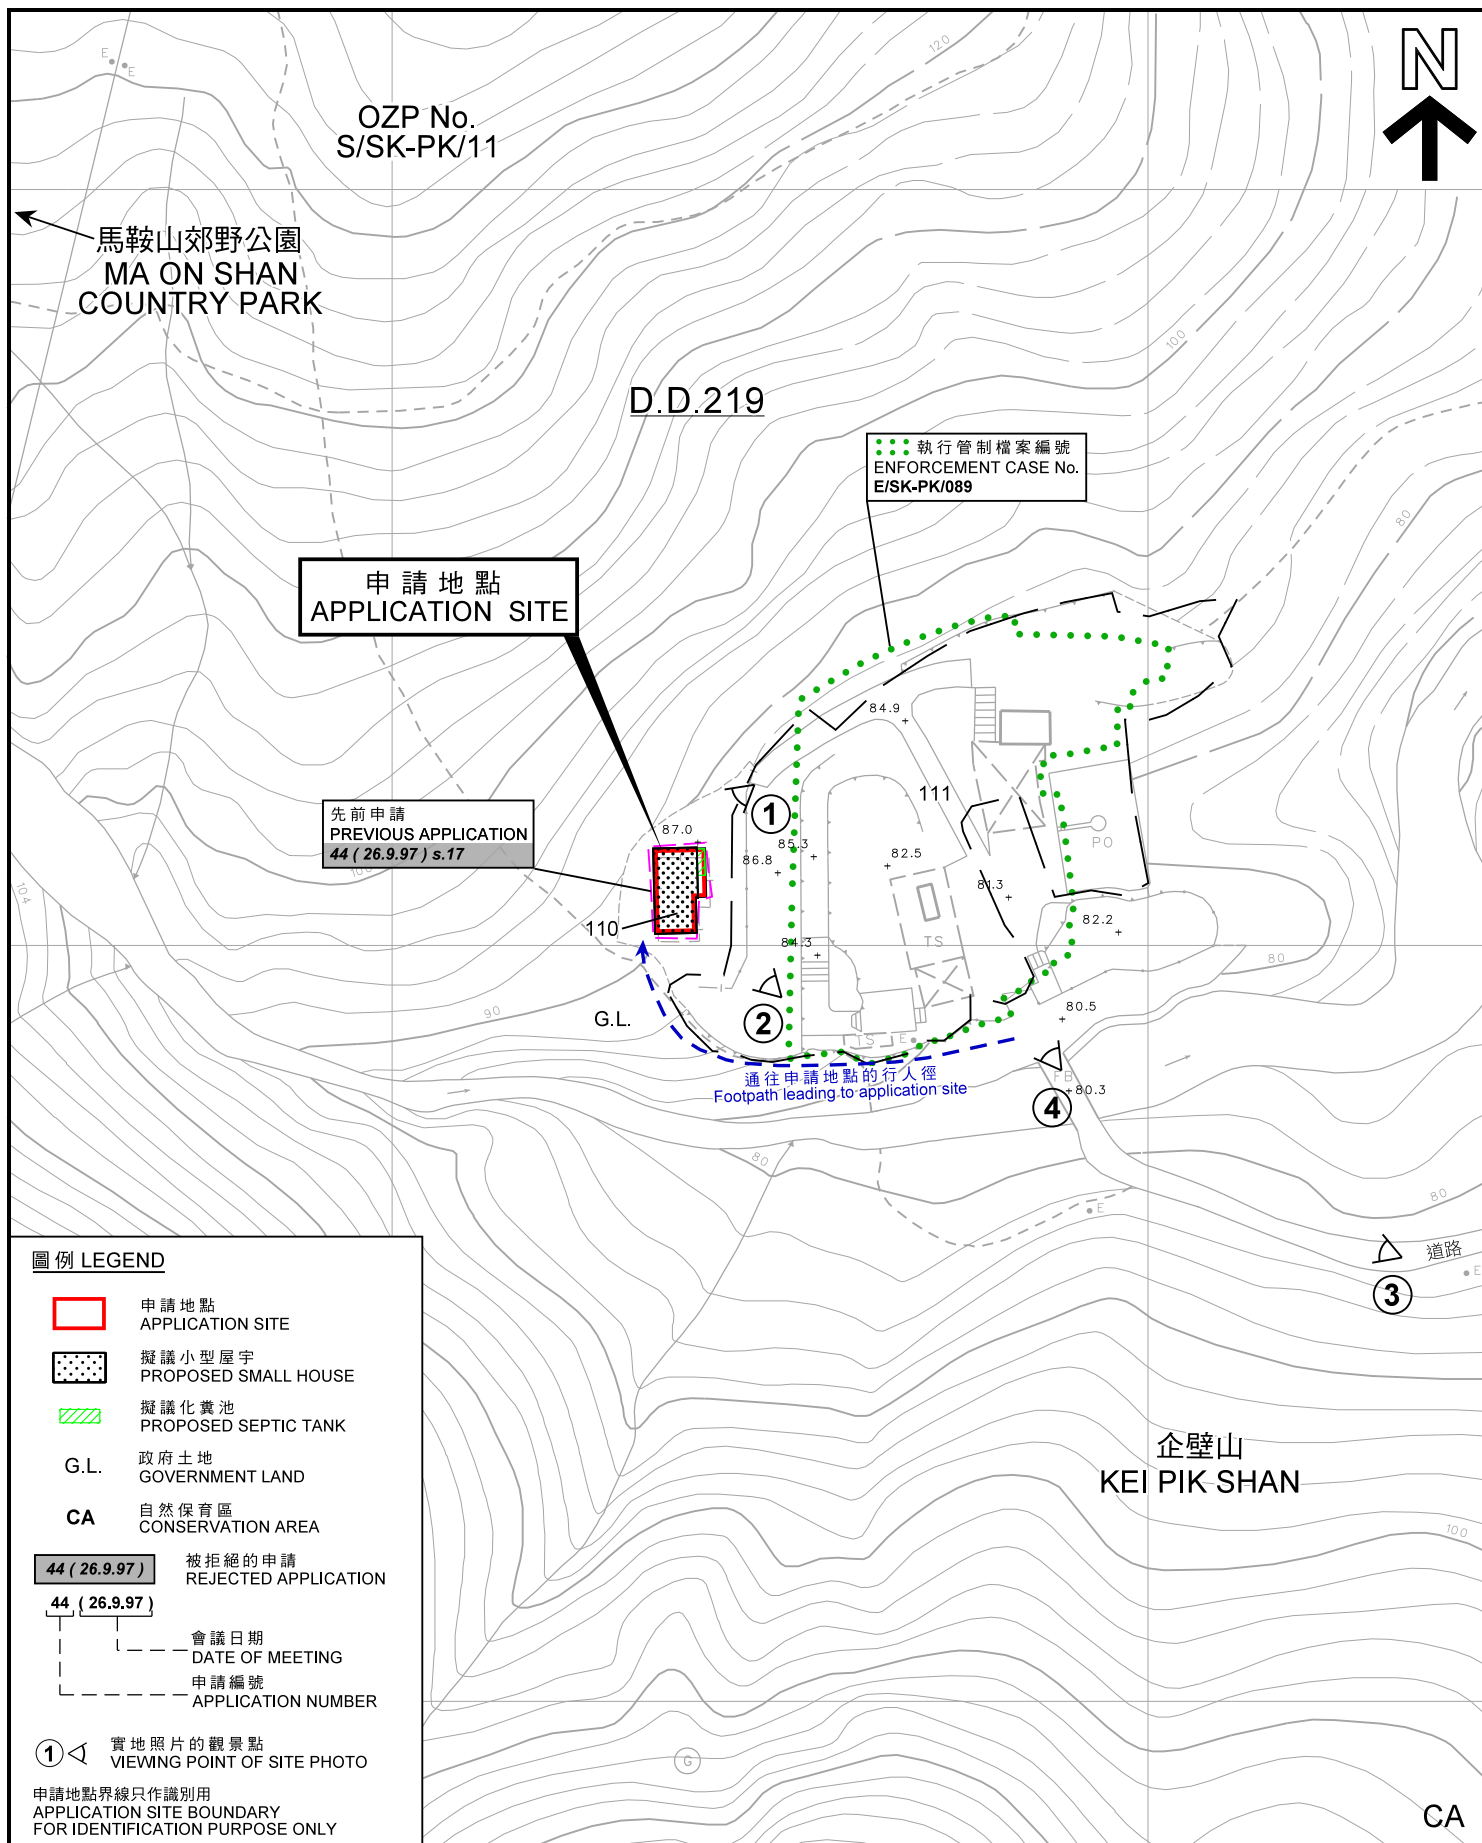 N
OZP No.
S/SK-PK/11
馬鞍山郊野公園
MA ON SHAN
COUNTRY PARK
D.D.219
執行管制檔案編號
ENFORCEMENT CASE No.
E/SK-PK/089
申請地點
APPLICATION SITE
先前申請
PREVIOUS APPLICATION
44 ( 26.9.97 ) s.17
120
100
80
104
100
90
80
80
80
100
E
E
84.9
111
87.0
86.8
85.3
82.5
81.3
82.2
84.3
80.5
80.3
110
PO
TS
TS
E
FB
E
E
G
1
2
3
4
G.L.
通往申請地點的行人徑
Footpath leading to application site
道路
企壁山
KEI PIK SHAN
CA
圖例 LEGEND
申請地點
APPLICATION SITE
擬議小型屋宇
PROPOSED SMALL HOUSE
擬議化糞池
PROPOSED SEPTIC TANK
G.L.
政府土地
GOVERNMENT LAND
CA
自然保育區
CONSERVATION AREA
44 ( 26.9.97 )
被拒絕的申請
REJECTED APPLICATION
44 ( 26.9.97 )
會議日期
DATE OF MEETING
申請編號
APPLICATION NUMBER
1
實地照片的觀景點
VIEWING POINT OF SITE PHOTO
申請地點界線只作識別用
APPLICATION SITE BOUNDARY
FOR IDENTIFICATION PURPOSE ONLY